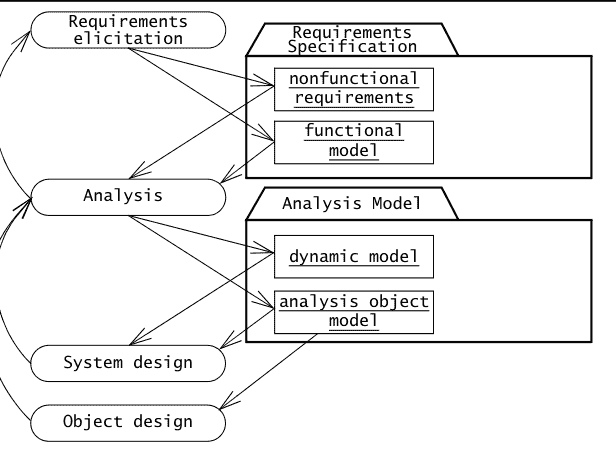 Requirements
elicitation
Requirements
Specification
nonfunctional
requirements
functional
model
Analysis
Analysis Model
dynamic model
analysis object
model
System design
Object design